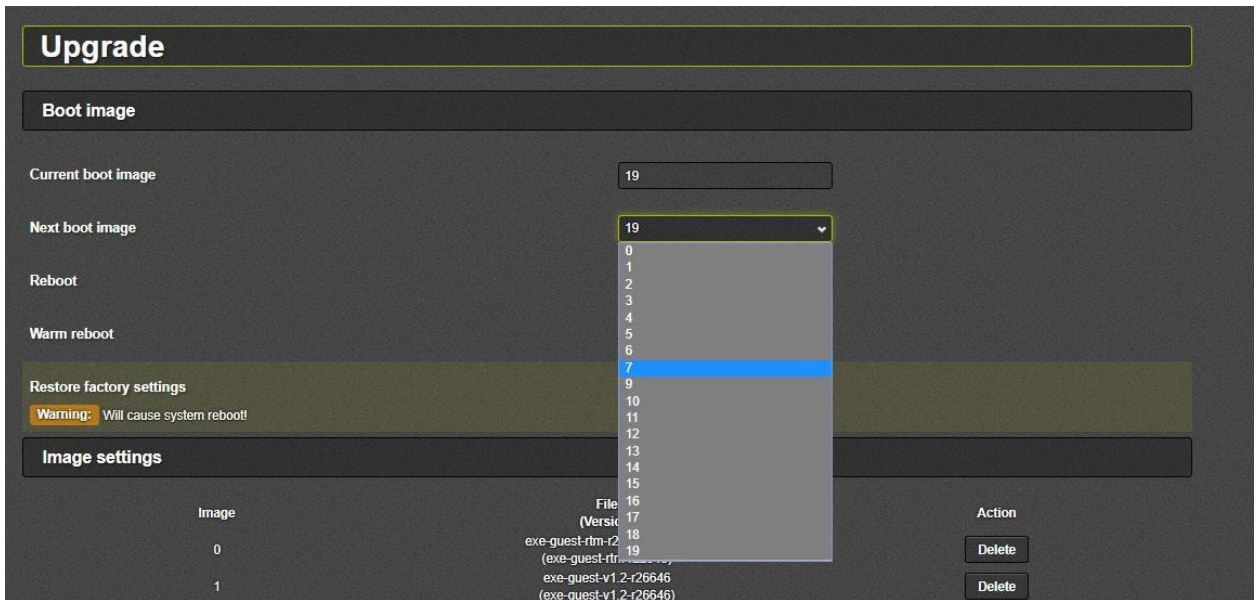 Upgrade
Boot image
Current boot image 19
Next boot image 19
0
1
2
3
4
5
6
7
9
10
11
12
13
14
15
16
17
18
19
Reboot
Warm reboot
Restore factory settings
Warning: Will cause system reboot!
Image settings
Image Action
0 Delete
exe-guest-v1.2-r26646
1 Delete
(exe-guest-v1.2-r26646)